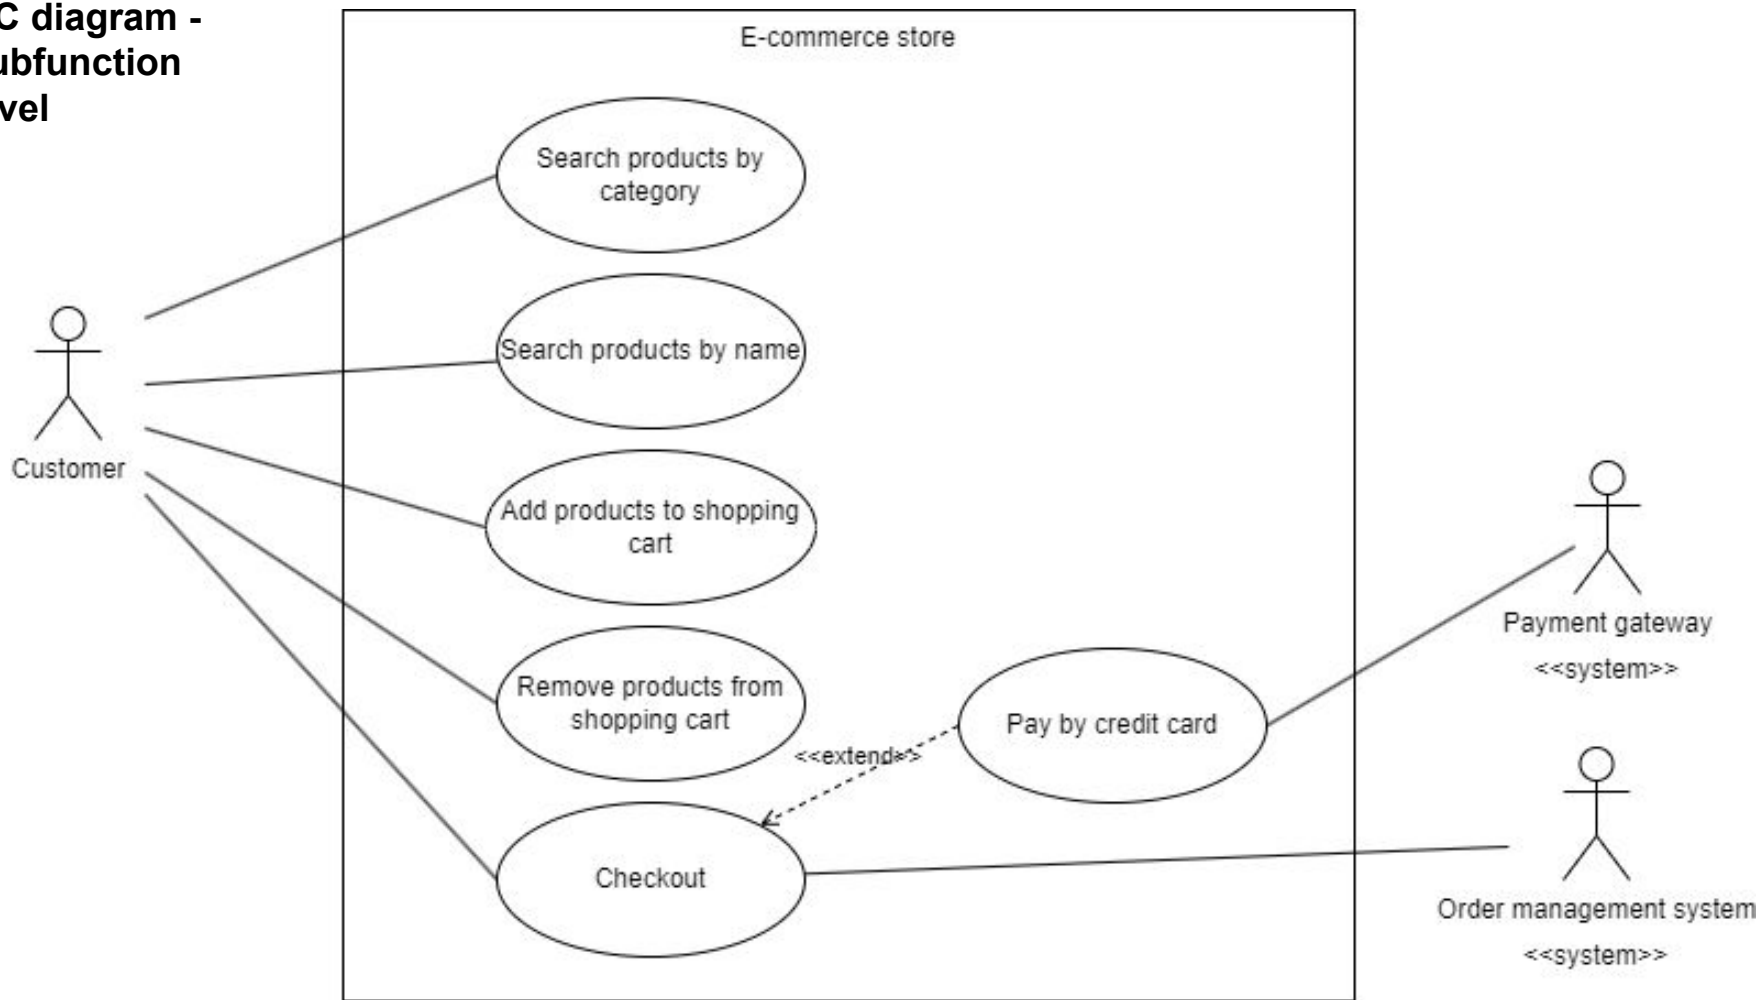 C diagram -
ubfunction
vel
E-commerce store
Search products by
category
Search products by name
Customer
Add products to shopping
cart
Payment gateway
<<system>>
Remove products from
shopping cart
Pay by credit card
<<extend>>
Checkout
Order management system
<<system>>